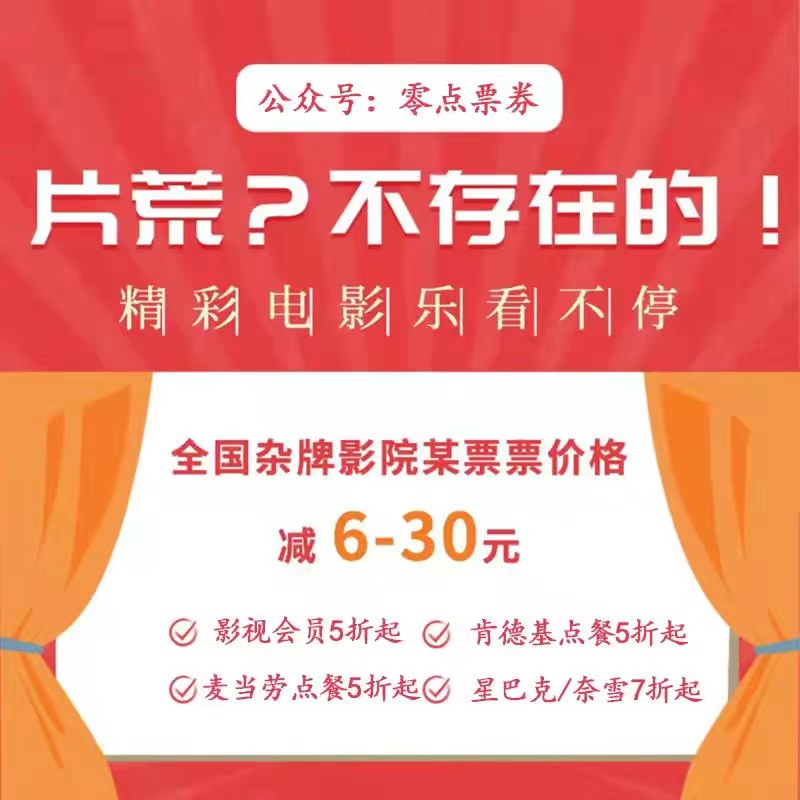 公众号：零点票券
片荒？不存在的！
精|彩|电|影|乐|看|不|停
全国杂牌影院某票票价格
减 6-30元
影视会员5折起
肯德基点餐5折起
麦当劳点餐5折起
星巴克/奈雪7折起